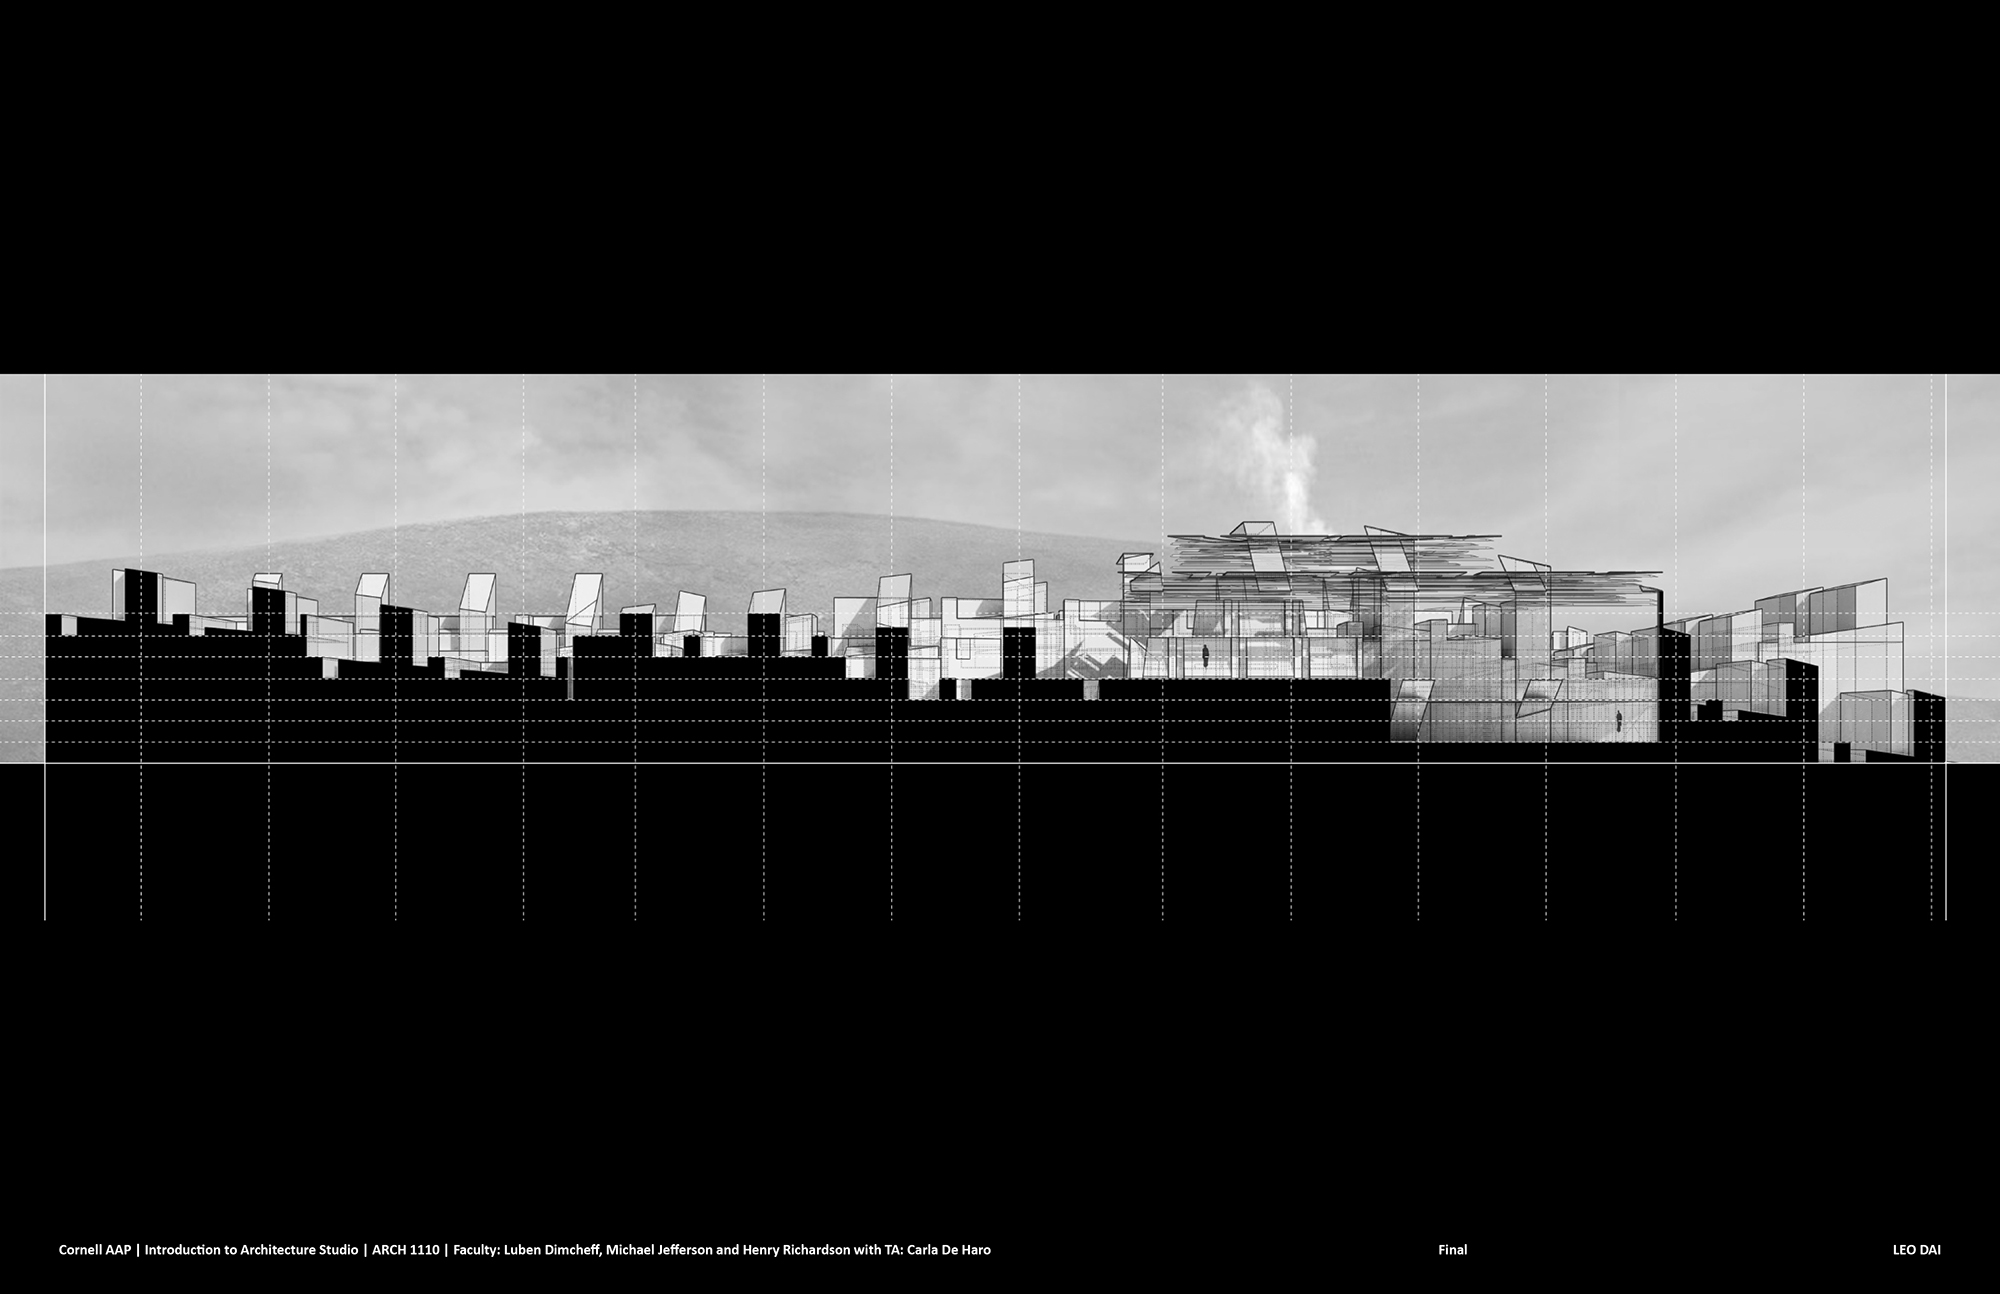 Cornell AAP | Introduction to Architecture Studio | ARCH 1110 | Faculty: Luben Dimcheff, Michael Jefferson and Henry Richardson with TA: Carla De Haro
Final
LEO DAI